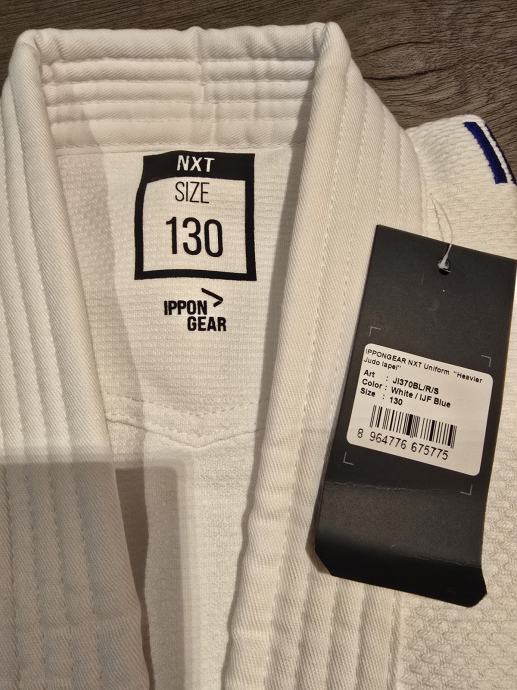 NXT
SIZE
130
IPPON
GEAR
IPPONGEAR NXT Uniform "Heavier
Judo lapel"
Art : JI370BL/R/S
Color : White / IJF Blue
Size : 130
8 964776 675775